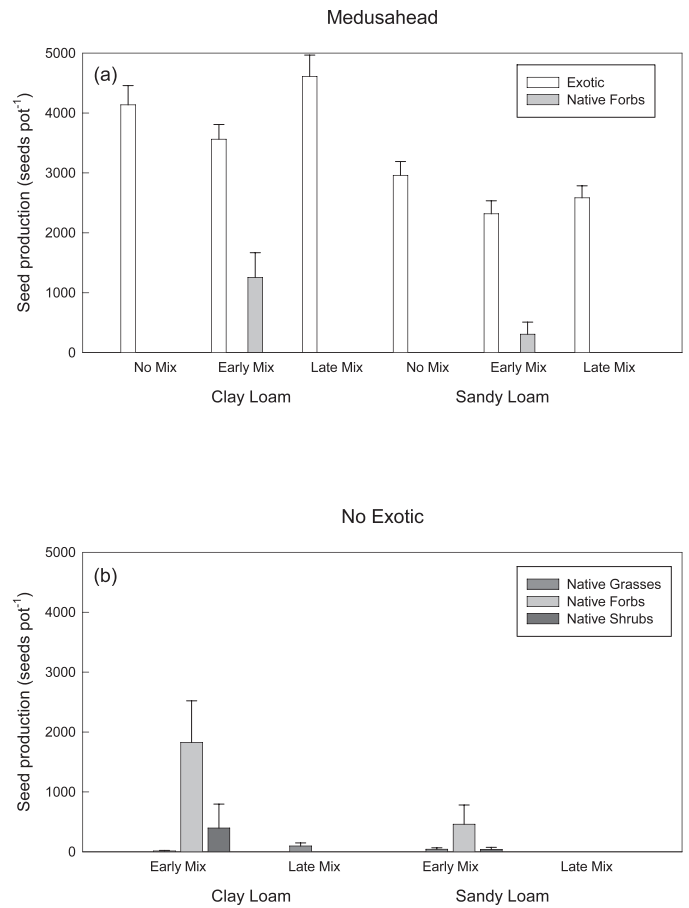 Medusahead
(a)
Exotic
Native Forbs
Seed production (seeds pot⁻¹)
5000
4000
3000
2000
1000
0
No Mix Early Mix Late Mix No Mix Early Mix Late Mix
Clay Loam Sandy Loam
No Exotic
(b)
Native Grasses
Native Forbs
Native Shrubs
Seed production (seeds pot⁻¹)
5000
4000
3000
2000
1000
0
Early Mix Late Mix Early Mix Late Mix
Clay Loam Sandy Loam